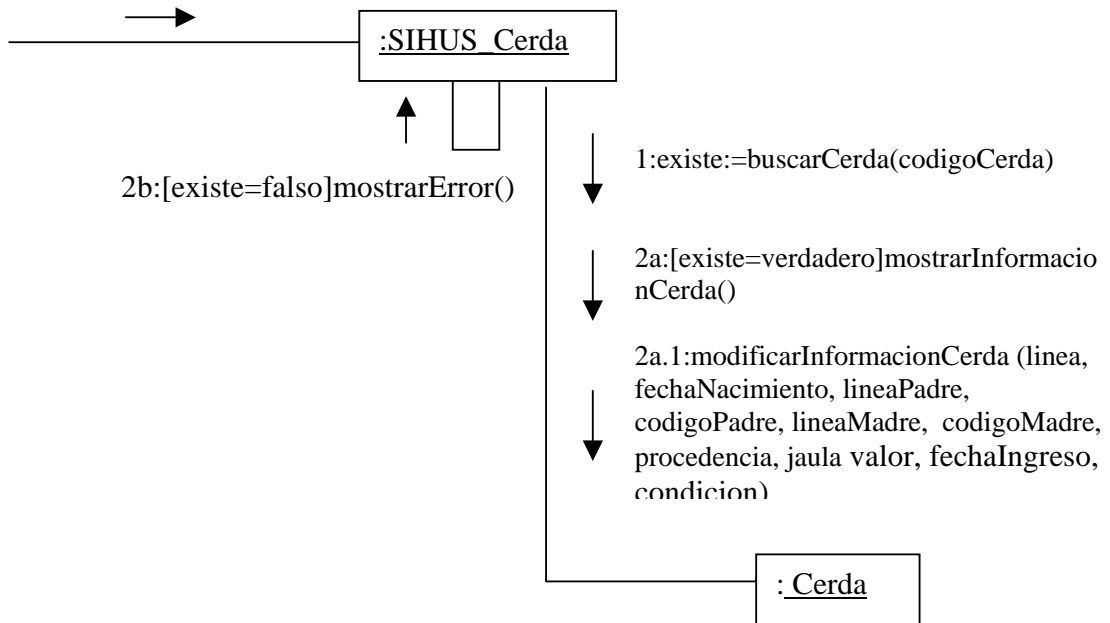 :SIHUS_Cerda
1:existe:=buscarCerda(codigoCerda)
2b:[existe=falso]mostrarError()
2a:[existe=verdadero]mostrarInformacio
nCerda()
2a.1:modificarInformacionCerda (linea,
fechaNacimiento, lineaPadre,
codigoPadre, lineaMadre, codigoMadre,
procedencia, jaula valor, fechaIngreso,
condicion)
: Cerda